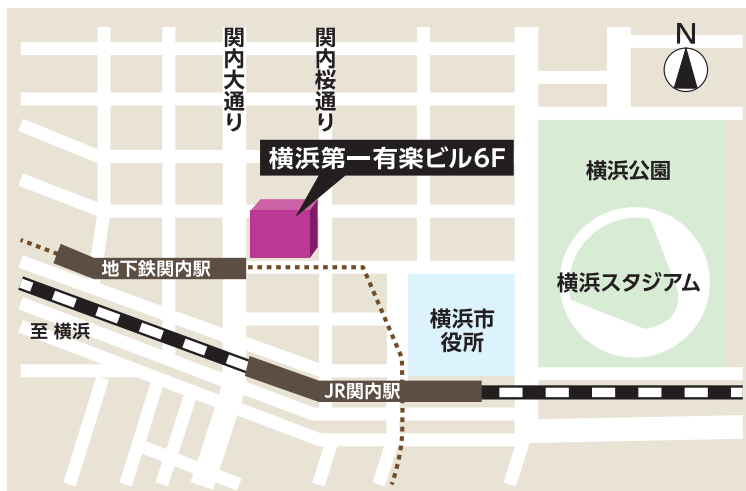 関内大通り
関内桜通り
N
横浜第一有楽ビル6F
横浜公園
地下鉄関内駅
横浜スタジアム
至 横浜
横浜市
役所
JR関内駅